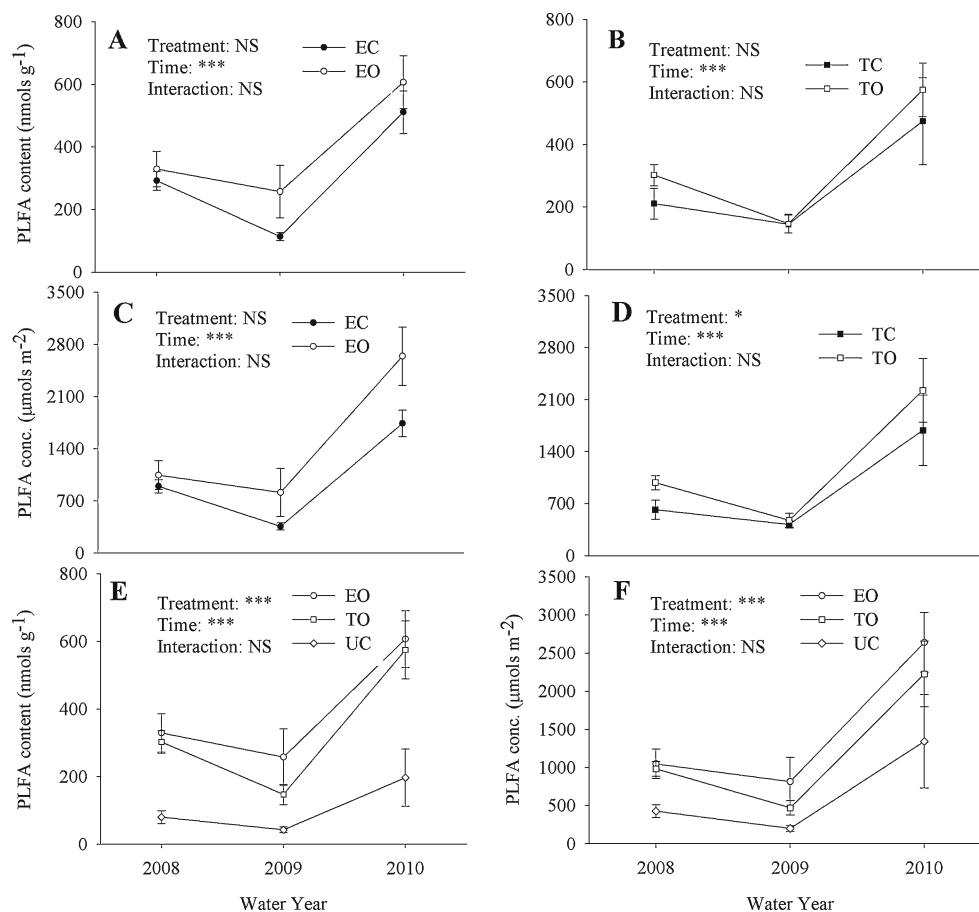 A
Treatment: NS
Time: ***
Interaction: NS
EC
EO
PLFA content (nmols g⁻¹)
800
600
400
200
0
B
Treatment: NS
Time: ***
Interaction: NS
TC
TO
800
600
400
200
0
C
Treatment: NS
Time: ***
Interaction: NS
EC
EO
PLFA conc. (μmols m⁻²)
3500
2800
2100
1400
700
0
D
Treatment: *
Time: ***
Interaction: NS
TC
TO
3500
2800
2100
1400
700
0
E
Treatment: ***
Time: ***
Interaction: NS
EO
TO
UC
PLFA content (nmols g⁻¹)
800
600
400
200
0
2008 2009 2010
Water Year
F
Treatment: ***
Time: ***
Interaction: NS
EO
TO
UC
PLFA conc. (μmols m⁻²)
3500
3000
2500
2000
1500
1000
500
0
2008 2009 2010
Water Year